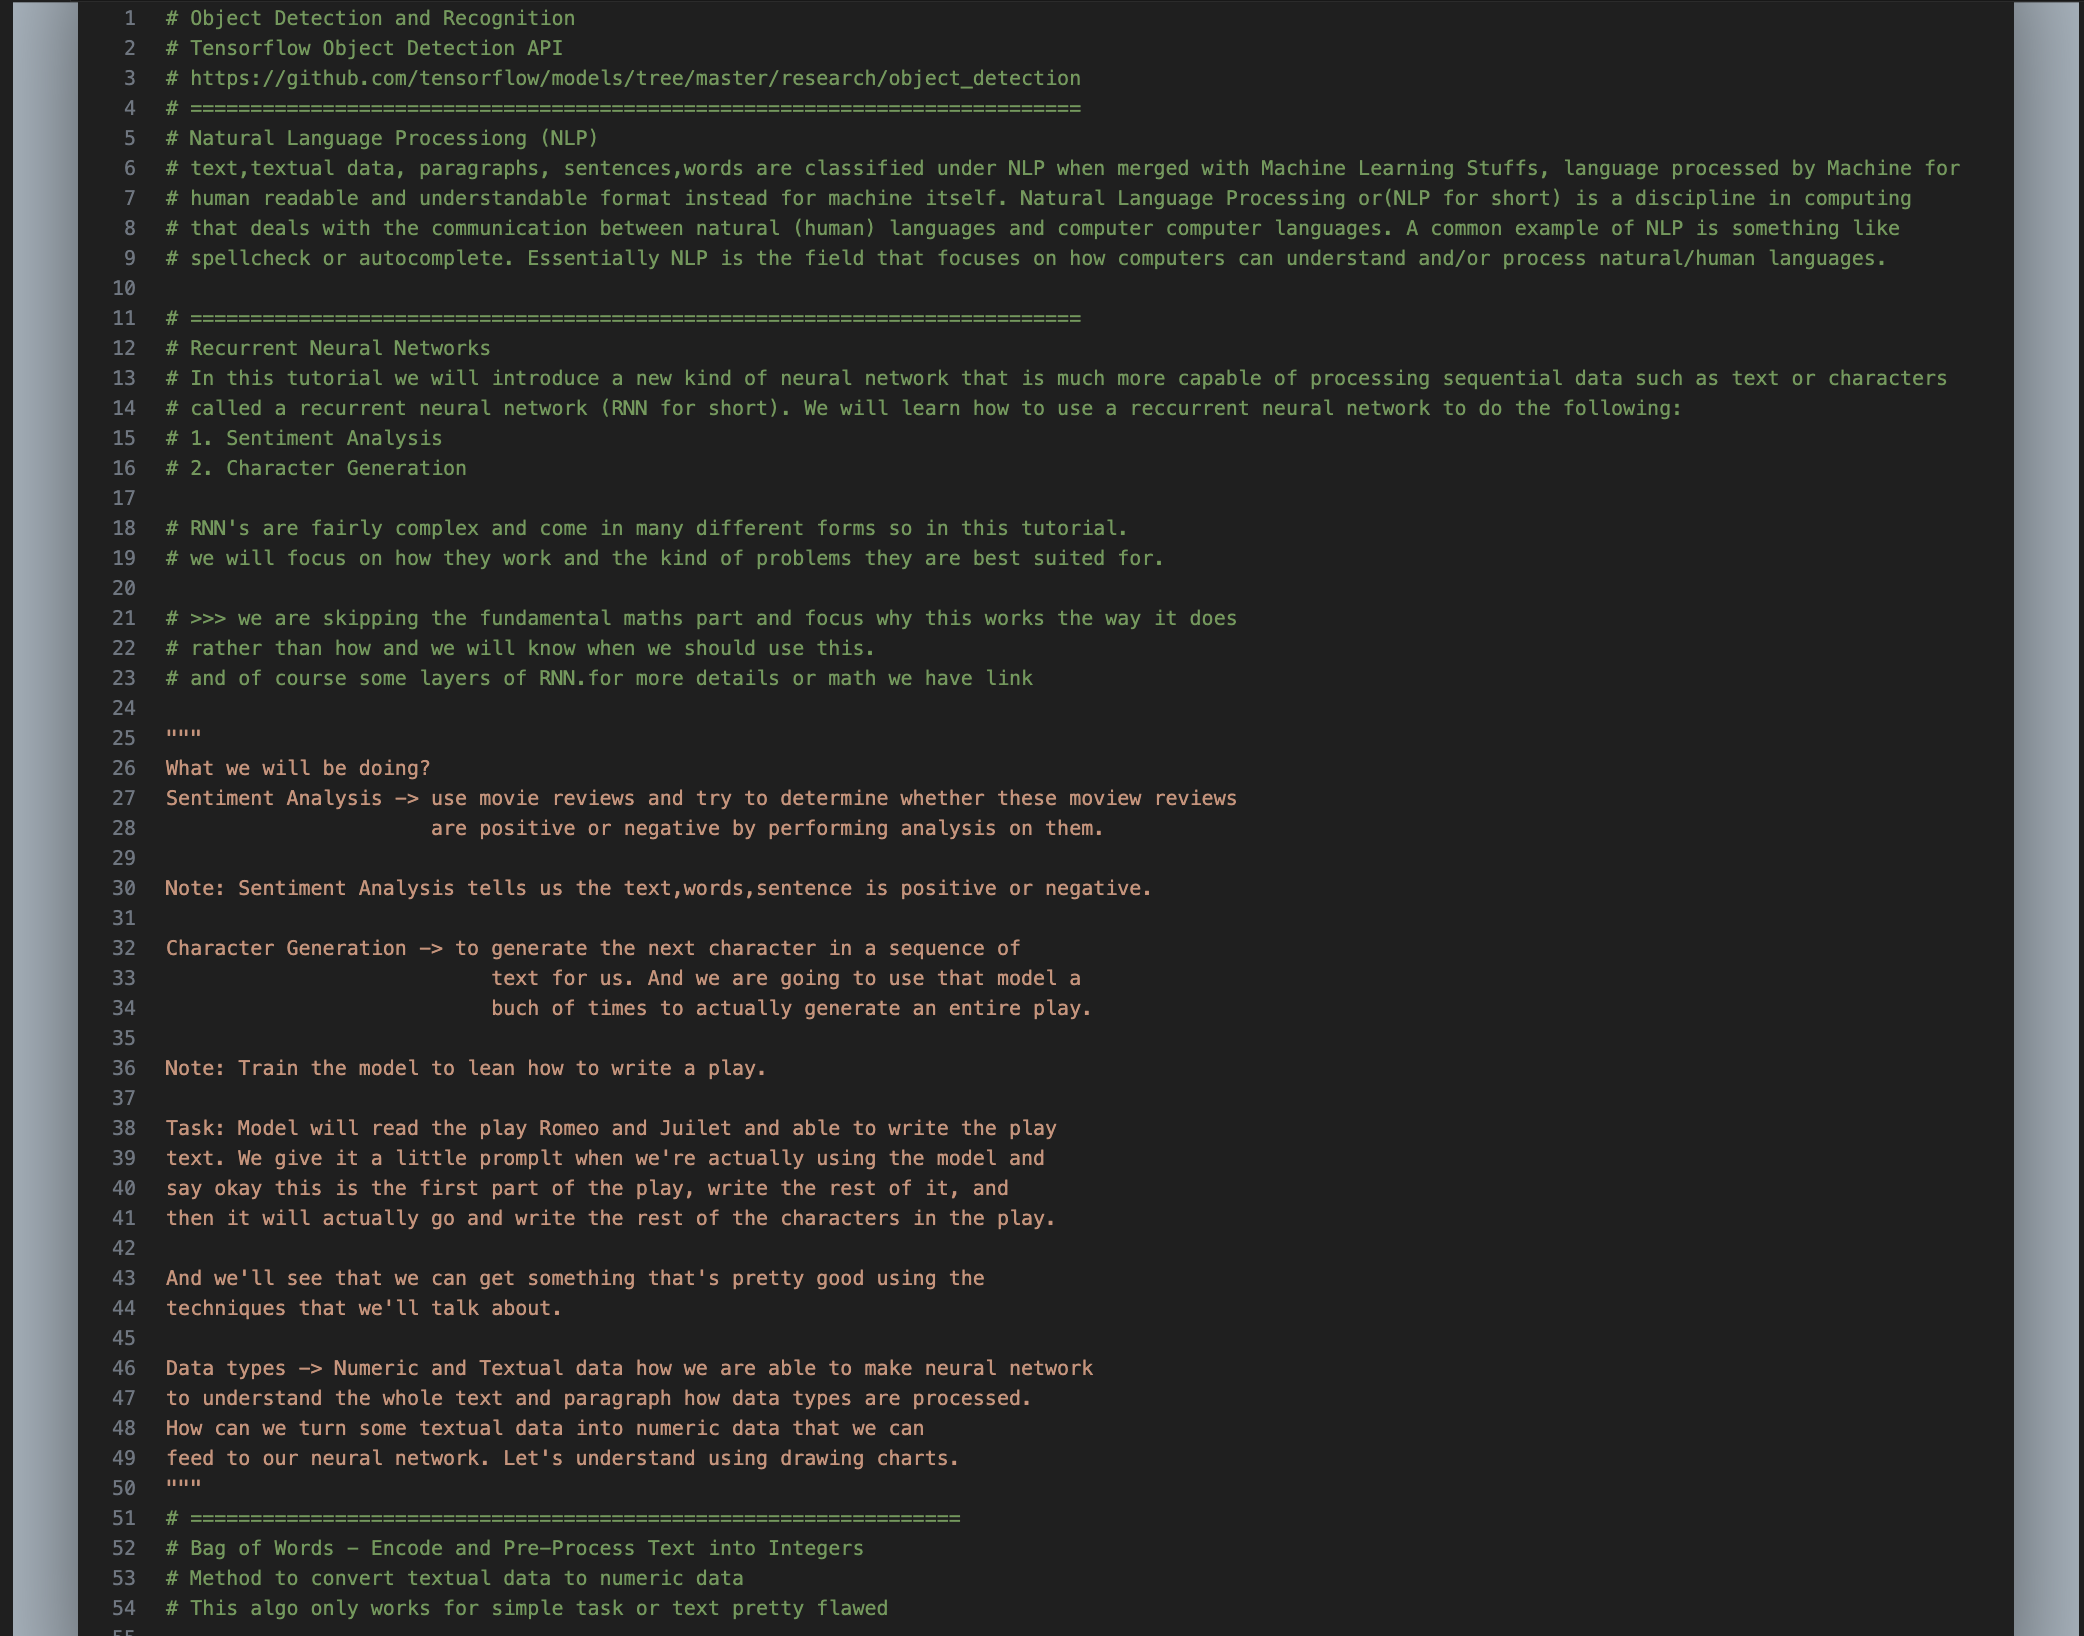 1 # Object Detection and Recognition
2 # Tensorflow Object Detection API
3 # https://github.com/tensorflow/models/tree/master/research/object_detection
4 # ==========================================================================
5 # Natural Language Processiong (NLP)
6 # text,textual data, paragraphs, sentences,words are classified under NLP when merged with Machine Learning Stuffs, language processed by Machine for
7 # human readable and understandable format instead for machine itself. Natural Language Processing or(NLP for short) is a discipline in computing
8 # that deals with the communication between natural (human) languages and computer computer languages. A common example of NLP is something like
9 # spellcheck or autocomplete. Essentially NLP is the field that focuses on how computers can understand and/or process natural/human languages.
10
11 # ==========================================================================
12 # Recurrent Neural Networks
13 # In this tutorial we will introduce a new kind of neural network that is much more capable of processing sequential data such as text or characters
14 # called a recurrent neural network (RNN for short). We will learn how to use a reccurrent neural network to do the following:
15 # 1. Sentiment Analysis
16 # 2. Character Generation
17
18 # RNN's are fairly complex and come in many different forms so in this tutorial.
19 # we will focus on how they work and the kind of problems they are best suited for.
20
21 # >>> we are skipping the fundamental maths part and focus why this works the way it does
22 # rather than how and we will know when we should use this.
23 # and of course some layers of RNN.for more details or math we have link
24
25 """
26 What we will be doing?
27 Sentiment Analysis -> use movie reviews and try to determine whether these moview reviews
28 are positive or negative by performing analysis on them.
29
30 Note: Sentiment Analysis tells us the text,words,sentence is positive or negative.
31
32 Character Generation -> to generate the next character in a sequence of
33 text for us. And we are going to use that model a
34 buch of times to actually generate an entire play.
35
36 Note: Train the model to lean how to write a play.
37
38 Task: Model will read the play Romeo and Juilet and able to write the play
39 text. We give it a little promplt when we're actually using the model and
40 say okay this is the first part of the play, write the rest of it, and
41 then it will actually go and write the rest of the characters in the play.
42
43 And we'll see that we can get something that's pretty good using the
44 techniques that we'll talk about.
45
46 Data types -> Numeric and Textual data how we are able to make neural network
47 to understand the whole text and paragraph how data types are processed.
48 How can we turn some textual data into numeric data that we can
49 feed to our neural network. Let's understand using drawing charts.
50 """
51 # ================================================================
52 # Bag of Words - Encode and Pre-Process Text into Integers
53 # Method to convert textual data to numeric data
54 # This algo only works for simple task or text pretty flawed
55